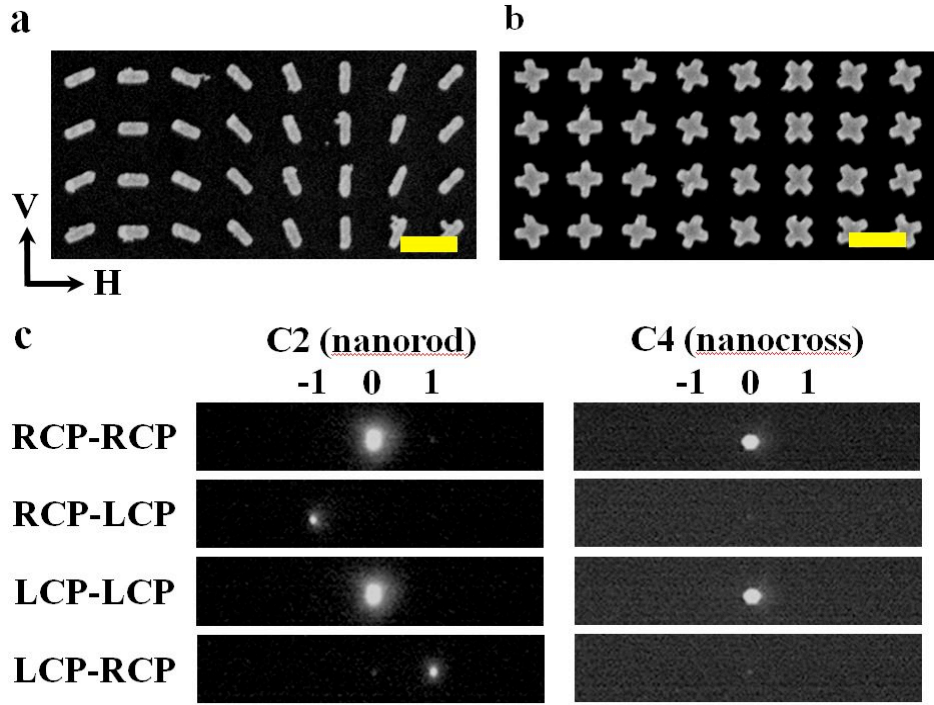 a
b
V
H
c
C2 (nanorod)
C4 (nanocross)
-1 0 1
-1 0 1
RCP-RCP
RCP-LCP
LCP-LCP
LCP-RCP